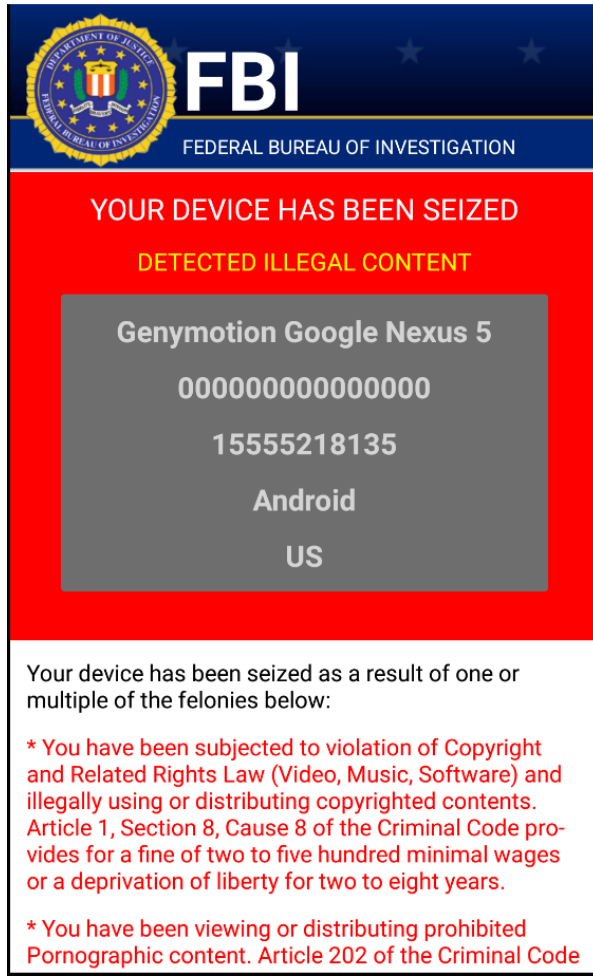 DEPARTMENT OF JUSTICE
FEDERAL BUREAU OF INVESTIGATION
FBI
FEDERAL BUREAU OF INVESTIGATION
YOUR DEVICE HAS BEEN SEIZED
DETECTED ILLEGAL CONTENT
Genymotion Google Nexus 5
000000000000000
15555218135
Android
US
Your device has been seized as a result of one or
multiple of the felonies below:
* You have been subjected to violation of Copyright
and Related Rights Law (Video, Music, Software) and
illegally using or distributing copyrighted contents.
Article 1, Section 8, Cause 8 of the Criminal Code pro-
vides for a fine of two to five hundred minimal wages
or a deprivation of liberty for two to eight years.
* You have been viewing or distributing prohibited
Pornographic content. Article 202 of the Criminal Code